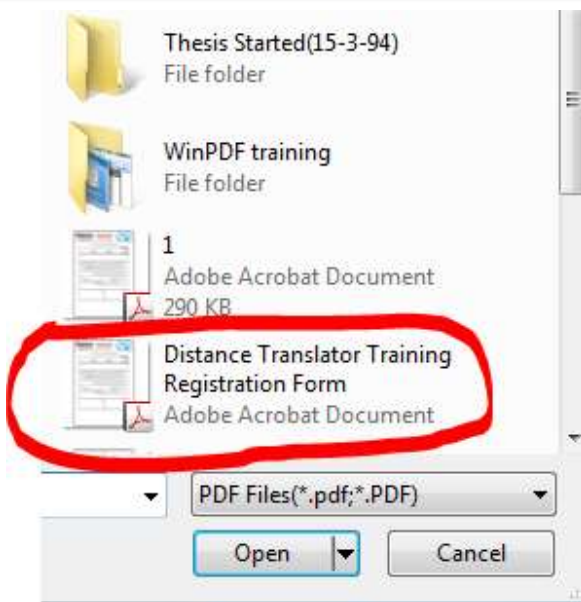 Thesis Started(15-3-94)
File folder
WinPDF training
File folder
1
Adobe Acrobat Document
290 KB
Distance Translator Training
Registration Form
Adobe Acrobat Document
PDF Files(*.pdf;*.PDF)
Open
Cancel